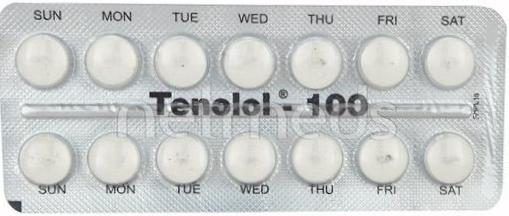 SUN MON TUE WED THU FRI SAT
Tenolol® - 100
SUN MON TUE WED THU FRI SAT